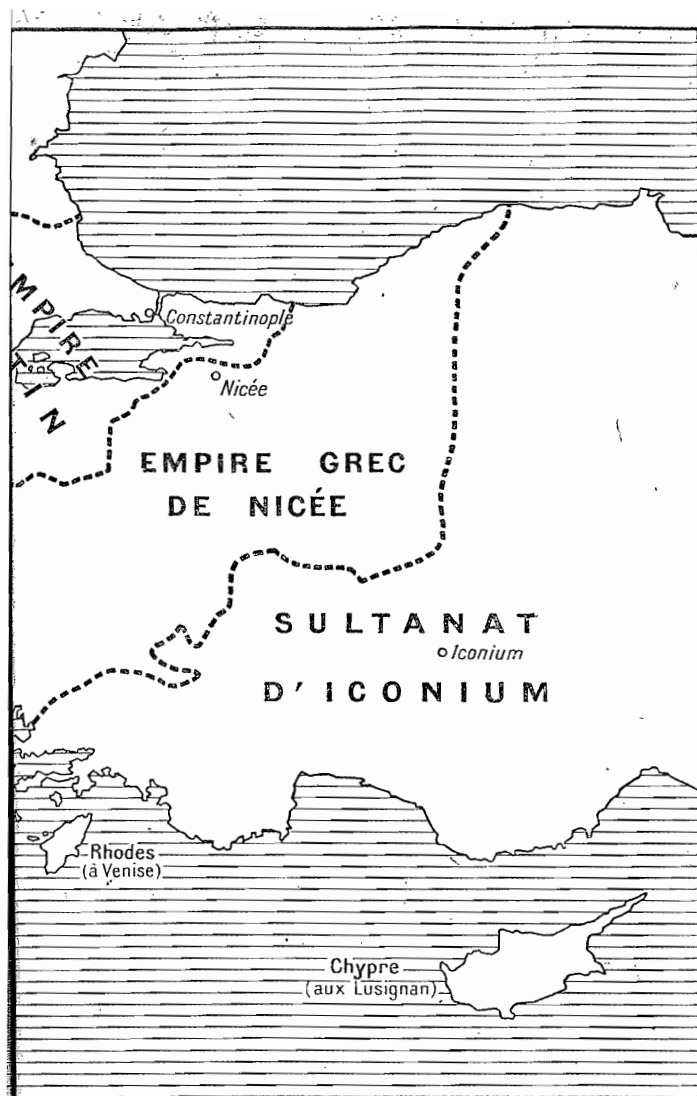 MPIRE
TIN
Constantinople
Nicée
EMPIRE GREC
DE NICÉE
SULTANAT
Iconium
D'ICONIUM
Rhodes
(à Venise)
Chypre
(aux Lusignan)